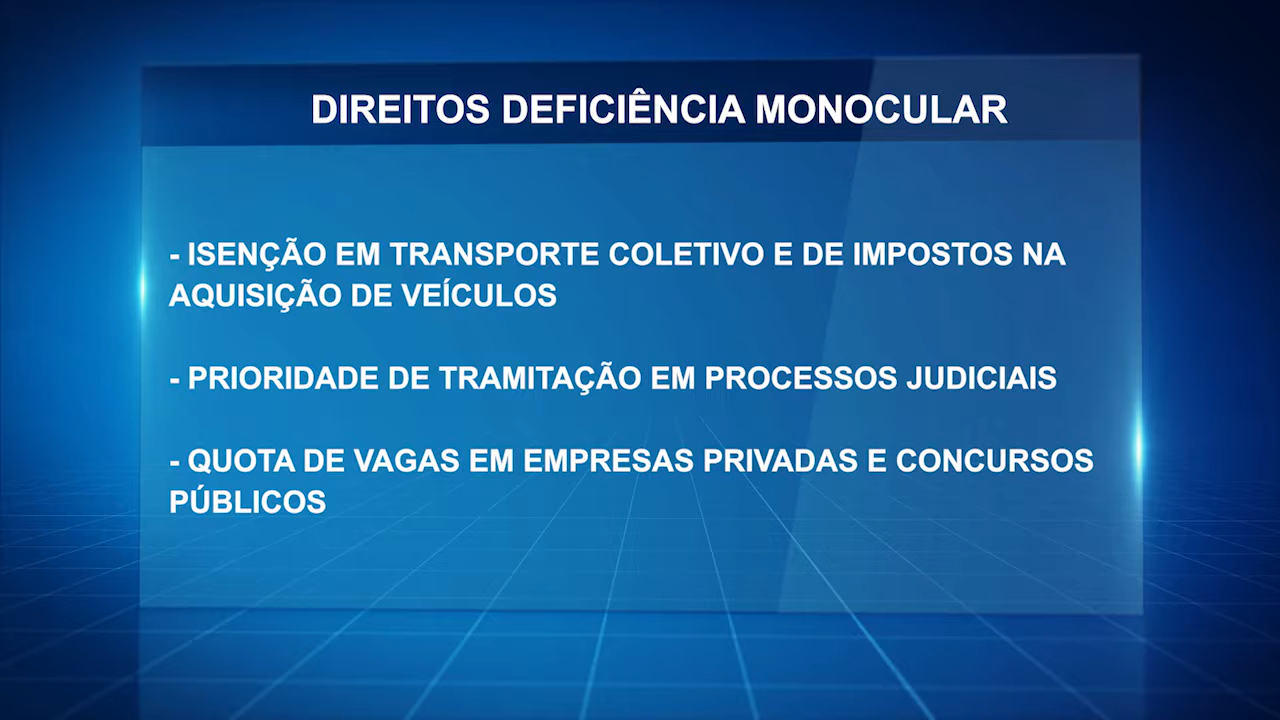 DIREITOS DEFICIÊNCIA MONOCULAR
- ISENÇÃO EM TRANSPORTE COLETIVO E DE IMPOSTOS NA
AQUISIÇÃO DE VEÍCULOS
- PRIORIDADE DE TRAMITAÇÃO EM PROCESSOS JUDICIAIS
- QUOTA DE VAGAS EM EMPRESAS PRIVADAS E CONCURSOS
PÚBLICOS